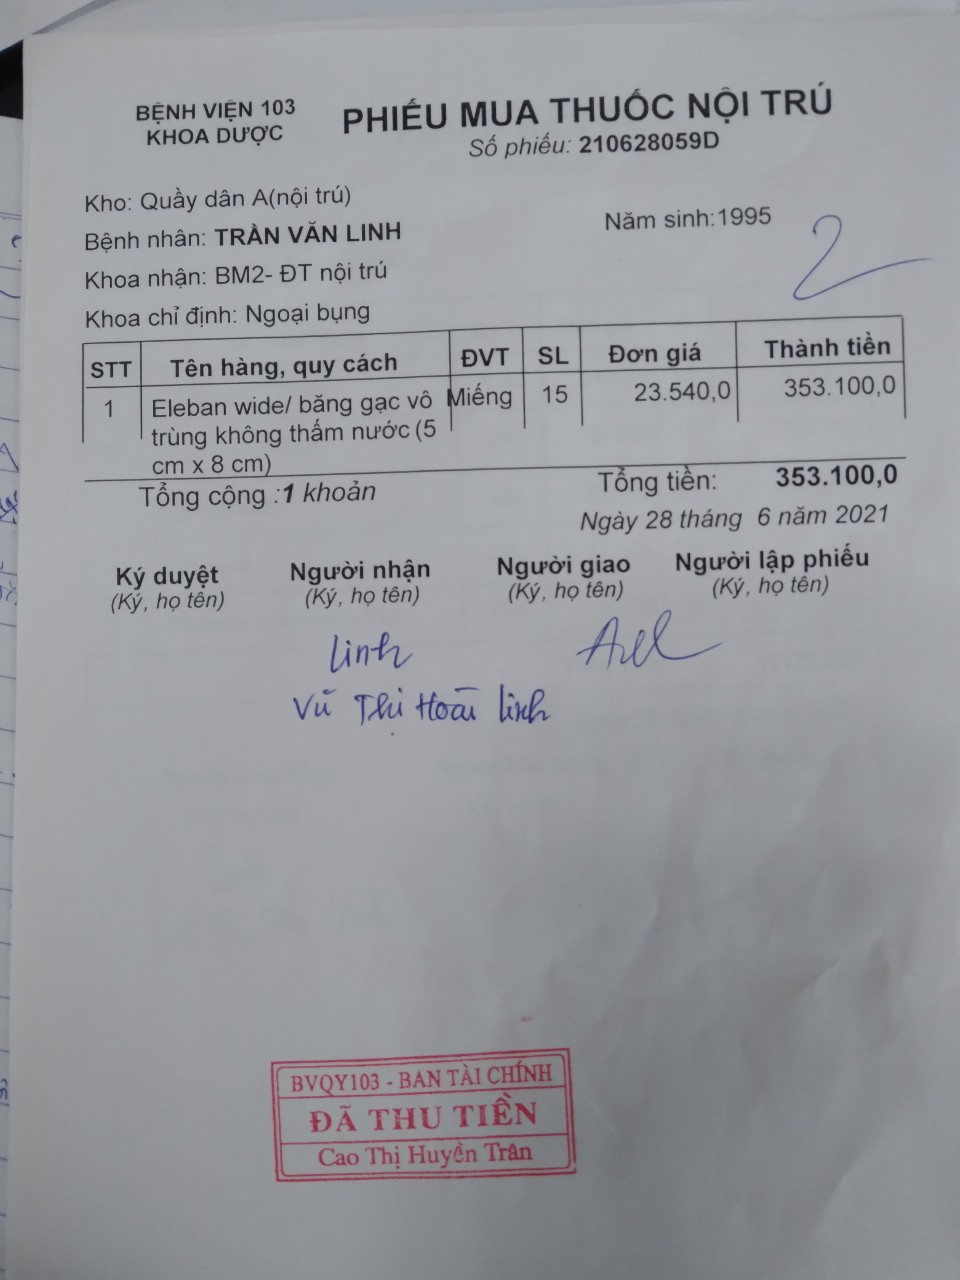 BỆNH VIỆN 103
KHOA DƯỢC
PHIẾU MUA THUỐC NỘI TRÚ
Số phiếu: 210628059D
Kho: Quầy dân A(nội trú)
Bệnh nhân: TRẦN VĂN LINH
Năm sinh:1995
2
Khoa nhận: BM2- ĐT nội trú
Khoa chỉ định: Ngoại bụng
STT Tên hàng, quy cách ĐVT SL Đơn giá Thành tiền
1 Eleban wide/ băng gạc vô Miếng 15 23.540,0 353.100,0
trùng không thấm nước (5
cm x 8 cm)
Tổng cộng :1 khoản Tổng tiền: 353.100,0
Ngày 28 tháng 6 năm 2021
Ký duyệt Người nhận Người giao Người lập phiếu
(Ký, họ tên) (Ký, họ tên) (Ký, họ tên) (Ký, họ tên)
Linh
Vũ Thị Hoài Linh
BVQY103 - BAN TÀI CHÍNH
ĐÃ THU TIỀN
Cao Thị Huyền Trân